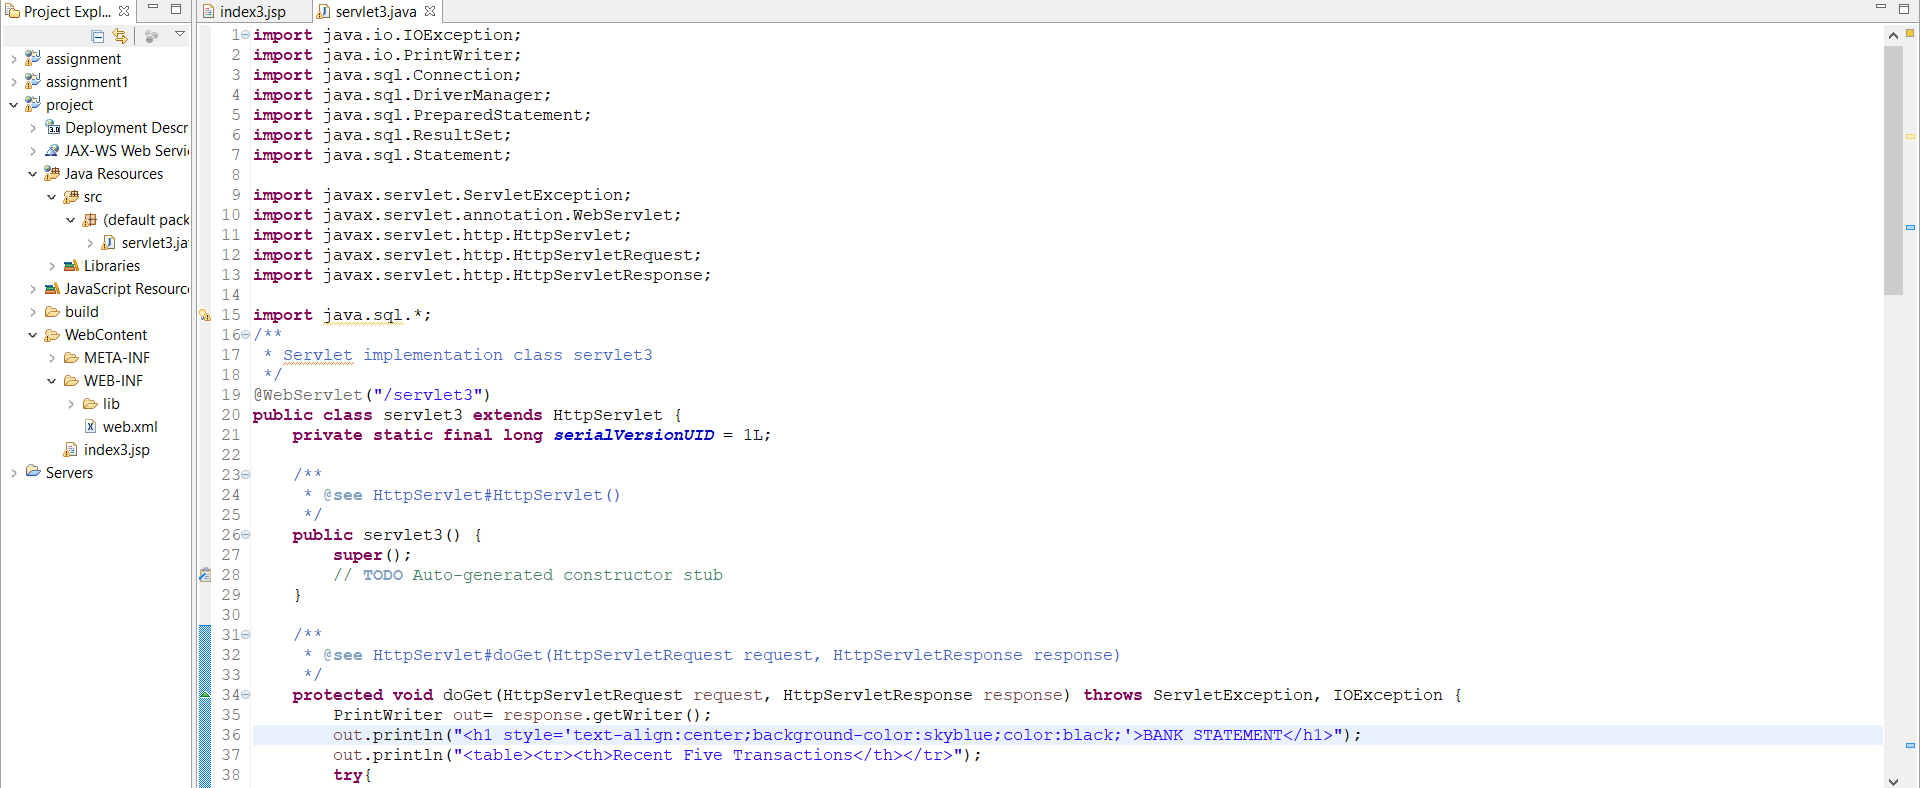 Project Expl...
assignment
assignment1
project
Deployment Descr
JAX-WS Web Servi
Java Resources
src
(default pack
servlet3.ja
Libraries
JavaScript Resourc
build
WebContent
META-INF
WEB-INF
lib
web.xml
index3.jsp
Servers
index3.jsp
servlet3.java
1 import java.io.IOException;
2 import java.io.PrintWriter;
3 import java.sql.Connection;
4 import java.sql.DriverManager;
5 import java.sql.PreparedStatement;
6 import java.sql.ResultSet;
7 import java.sql.Statement;
8
9 import javax.servlet.ServletException;
10 import javax.servlet.annotation.WebServlet;
11 import javax.servlet.http.HttpServlet;
12 import javax.servlet.http.HttpServletRequest;
13 import javax.servlet.http.HttpServletResponse;
14
15 import java.sql.*;
16 /**
17  * Servlet implementation class servlet3
18  */
19 @WebServlet("/servlet3")
20 public class servlet3 extends HttpServlet {
21     private static final long serialVersionUID = 1L;
22
23     /**
24      * @see HttpServlet#HttpServlet()
25      */
26     public servlet3() {
27         super();
28         // TODO Auto-generated constructor stub
29     }
30
31     /**
32      * @see HttpServlet#doGet(HttpServletRequest request, HttpServletResponse response)
33      */
34     protected void doGet(HttpServletRequest request, HttpServletResponse response) throws ServletException, IOException {
35         PrintWriter out= response.getWriter();
36         out.println("<h1 style='text-align:center;background-color:skyblue;color:black;'>BANK STATEMENT</h1>");
37         out.println("<table><tr><th>Recent Five Transactions</th></tr>");
38         try{